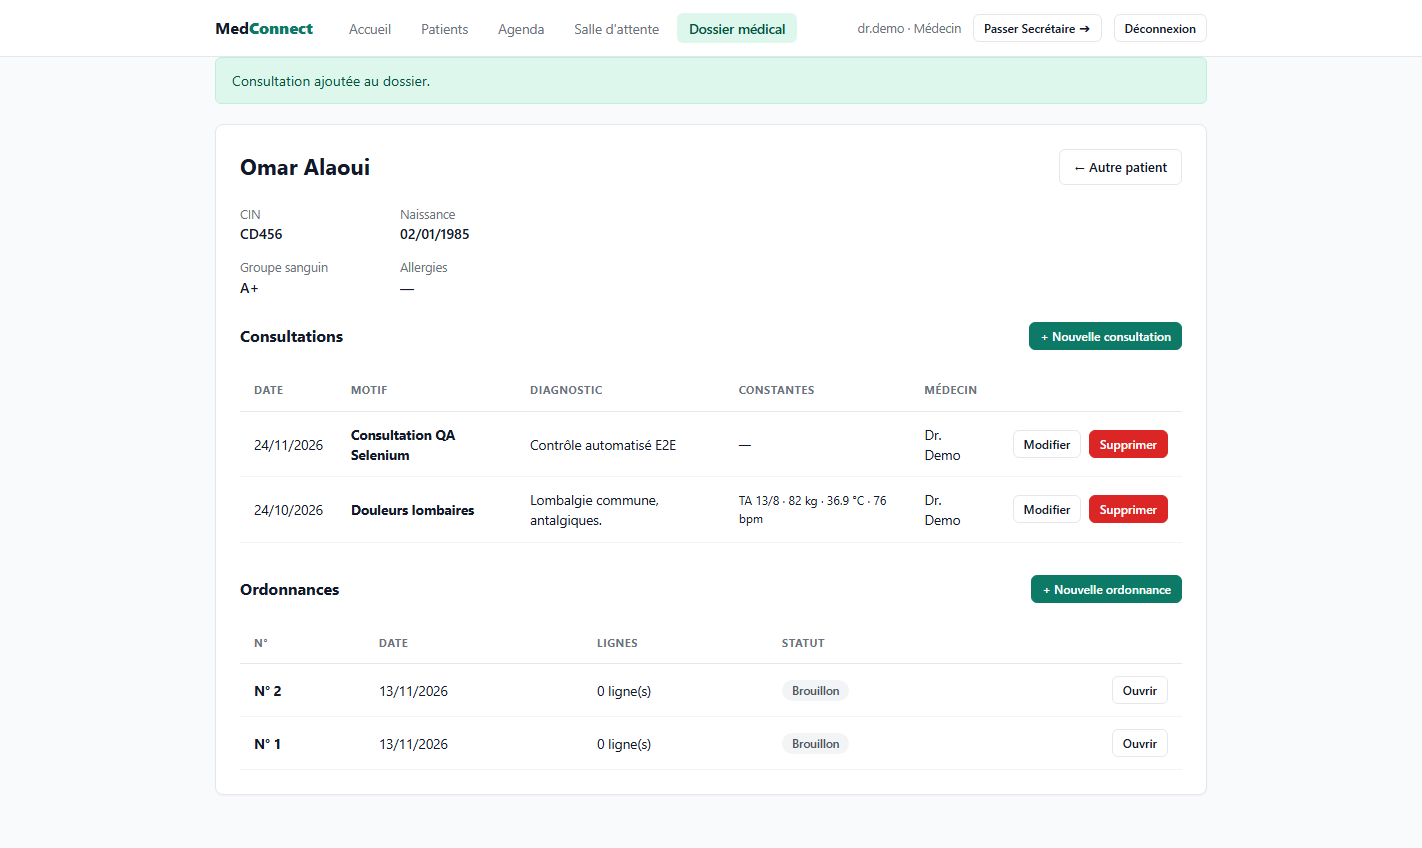 MedConnect Accueil Patients Agenda Salle d'attente Dossier médical dr.demo · Médecin Passer Secrétaire → Déconnexion
Consultation ajoutée au dossier.
Omar Alaoui ← Autre patient
CIN Naissance
CD456 02/01/1985
Groupe sanguin Allergies
A+ —
Consultations + Nouvelle consultation
DATE MOTIF DIAGNOSTIC CONSTANTES MÉDECIN
24/11/2026 Consultation QA Selenium Contrôle automatisé E2E — Dr. Demo Modifier Supprimer
24/10/2026 Douleurs lombaires Lombalgie commune, antalgiques. TA 13/8 · 82 kg · 36.9 °C · 76 bpm Dr. Demo Modifier Supprimer
Ordonnances + Nouvelle ordonnance
N° DATE LIGNES STATUT
N° 2 13/11/2026 0 ligne(s) Brouillon Ouvrir
N° 1 13/11/2026 0 ligne(s) Brouillon Ouvrir